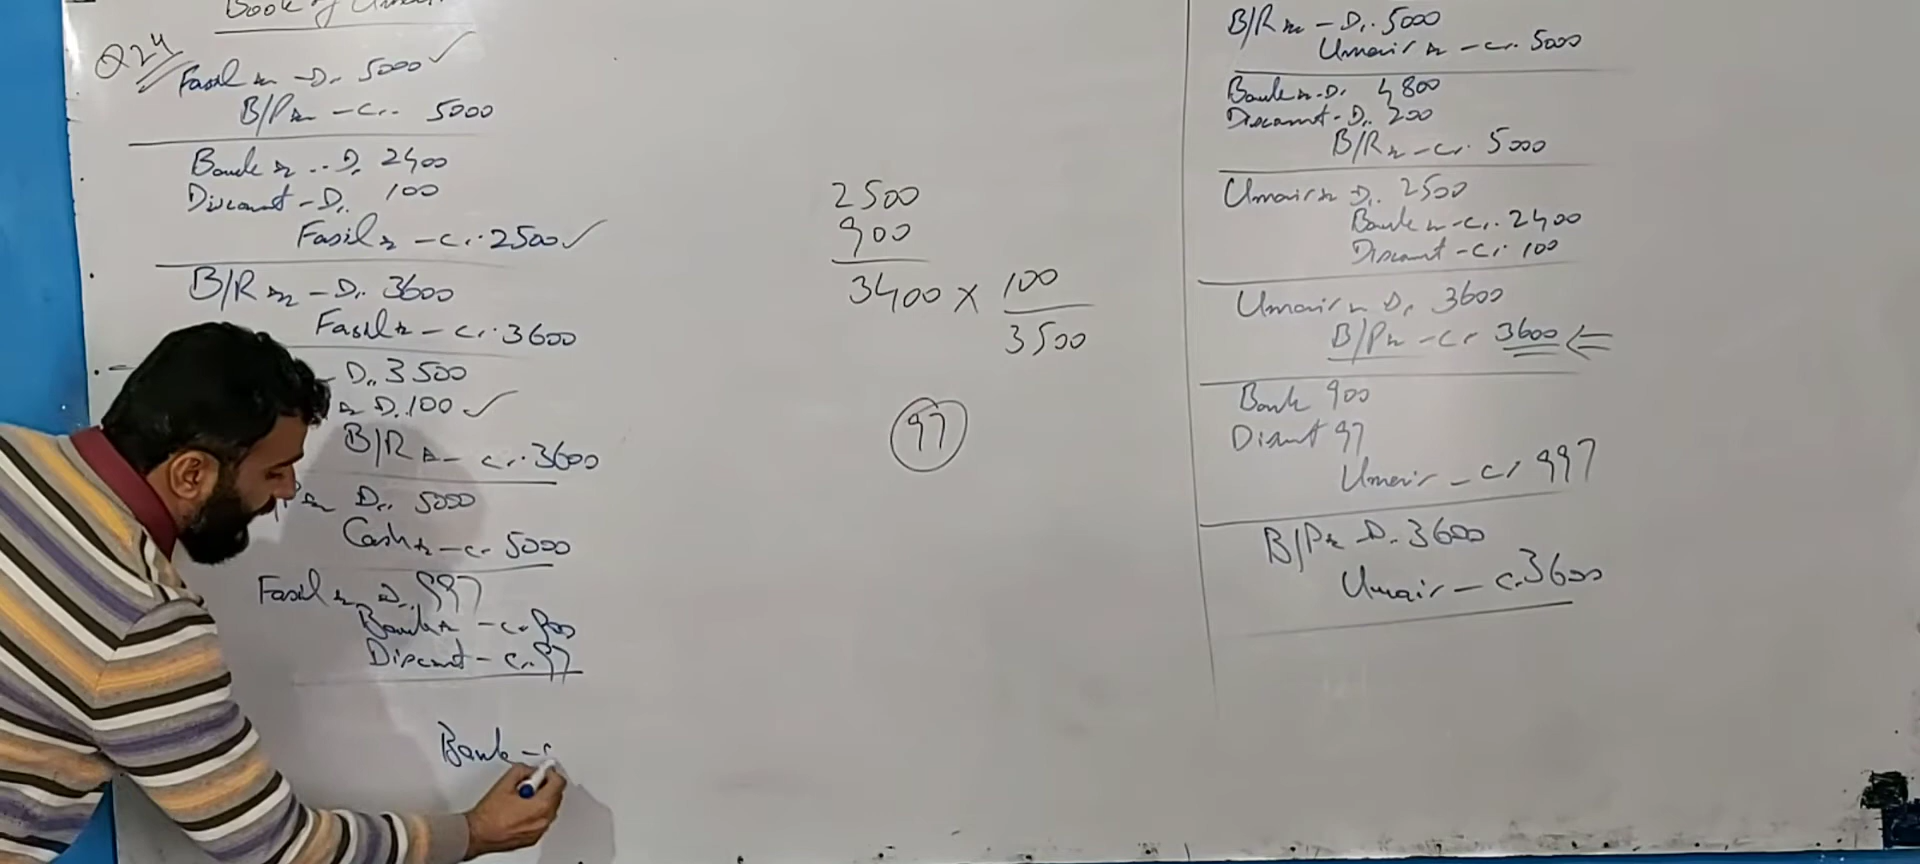 Book of
Q24
Fasil a/c - Dr. 5000 ✓
B/P a/c - Cr. 5000
Bank a/c - Dr. 2400
Discount - Dr. 100
Fasil a/c - Cr. 2500 ✓
B/R a/c - Dr. 3600
Fasil a/c - Cr. 3600
- Dr. 3500
a/c Dr. 100 ✓
B/R a/c - Cr. 3600
a/c Dr. 5000
Cash a/c - Cr. 5000
Fasil a/c Dr. 997
Bank a/c - Cr. 900
Discount - Cr. 97
Bank - c
2500
900
3400 × 100
3500
97
B/R a/c - Dr. 5000
Umair a/c - Cr. 5000
Bank a/c - Dr. 4800
Discount - Dr. 200
B/R a/c - Cr. 5000
Umair a/c Dr. 2500
Bank a/c - Cr. 2400
Discount - Cr. 100
Umair a/c Dr. 3600
B/P a/c - Cr 3600
Bank 900
Disunt 97
Umair - Cr 997
B/P a/c Dr. 3600
Umair - Cr. 3600